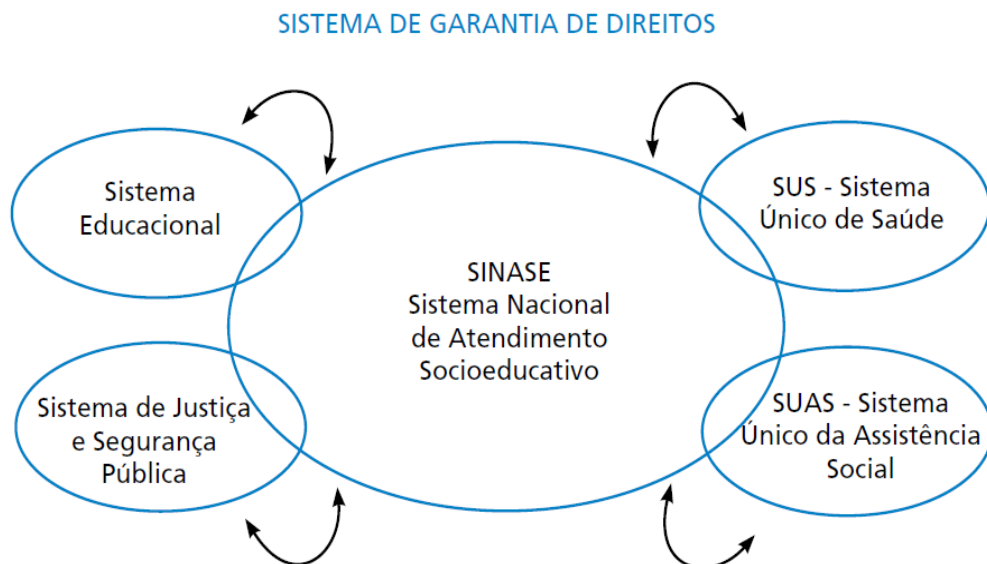 SISTEMA DE GARANTIA DE DIREITOS
Sistema
Educacional
SUS - Sistema
Único de Saúde
SINASE
Sistema Nacional
de Atendimento
Socioeducativo
Sistema de Justiça
e Segurança
Pública
SUAS - Sistema
Único da Assistência
Social